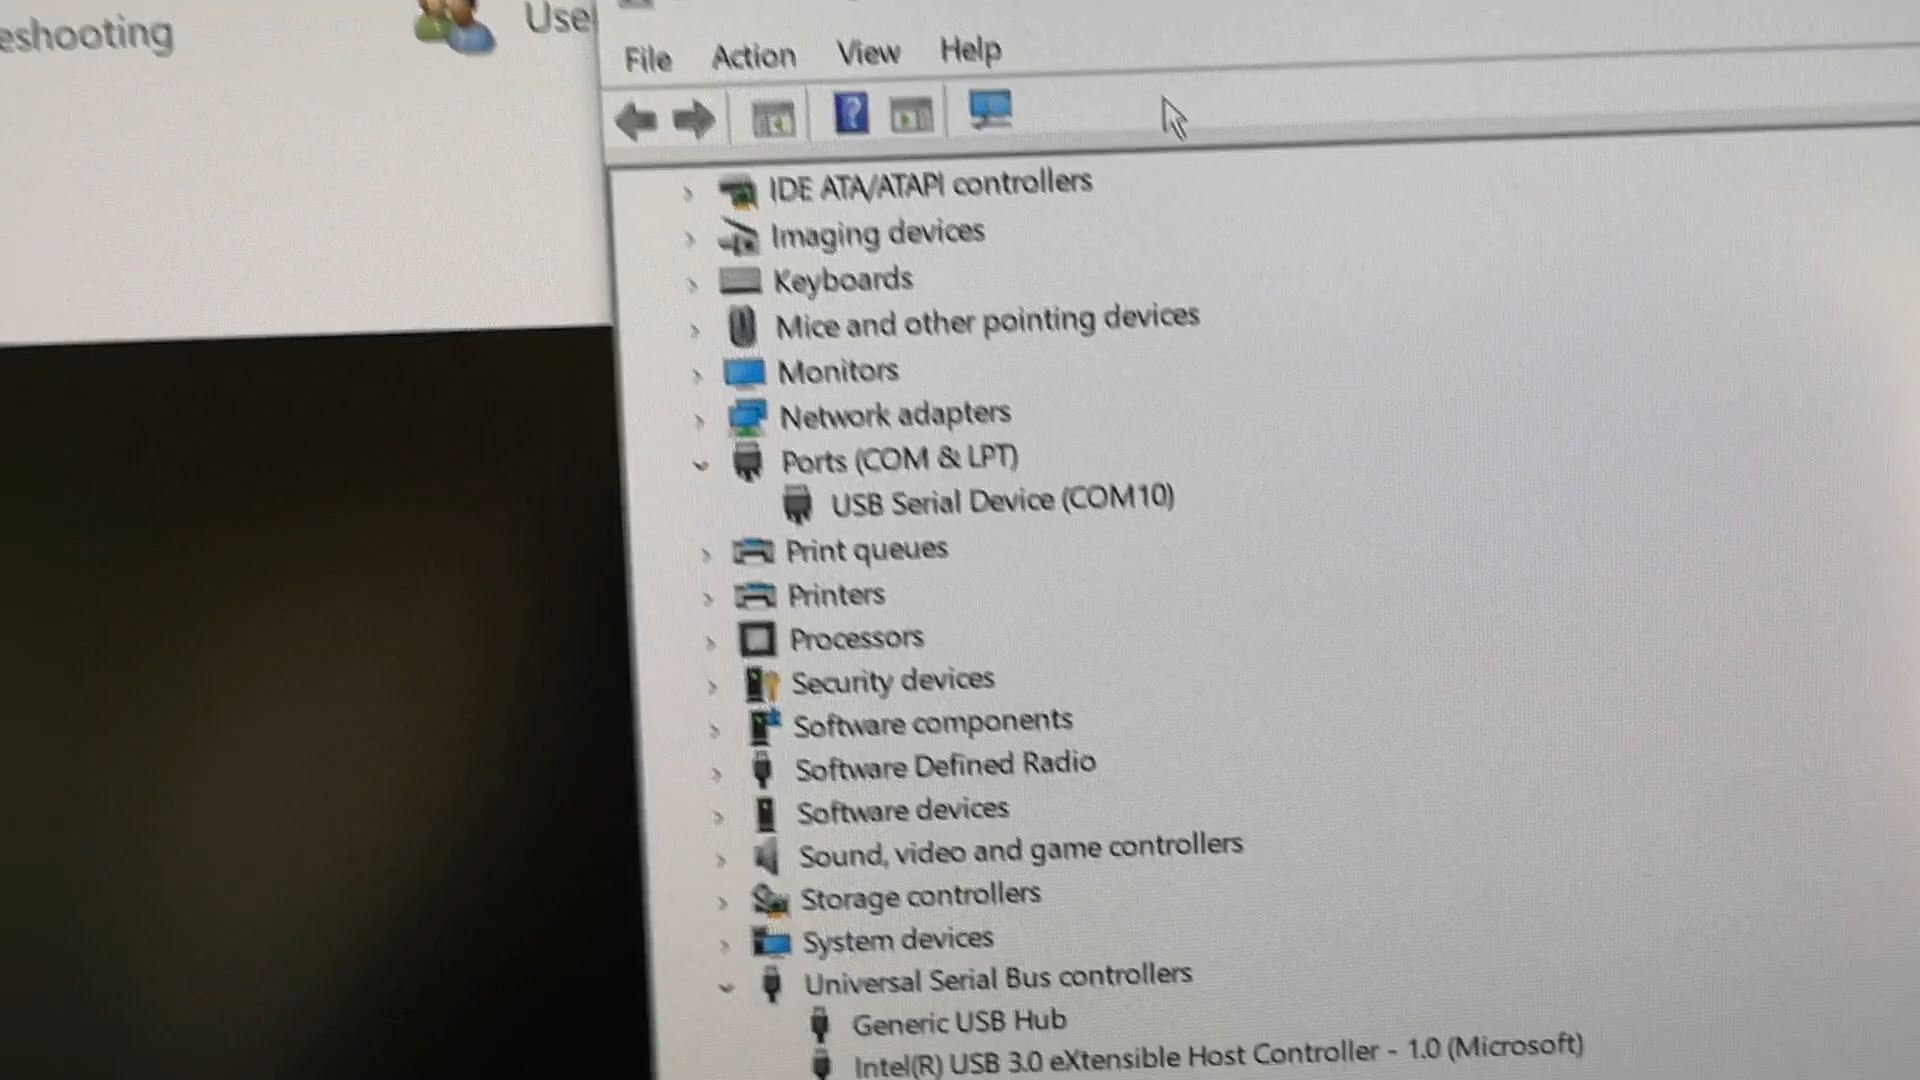 eshooting
Use
File Action View Help
IDE ATA/ATAPI controllers
Imaging devices
Keyboards
Mice and other pointing devices
Monitors
Network adapters
Ports (COM & LPT)
USB Serial Device (COM10)
Print queues
Printers
Processors
Security devices
Software components
Software Defined Radio
Software devices
Sound, video and game controllers
Storage controllers
System devices
Universal Serial Bus controllers
Generic USB Hub
Intel(R) USB 3.0 eXtensible Host Controller - 1.0 (Microsoft)